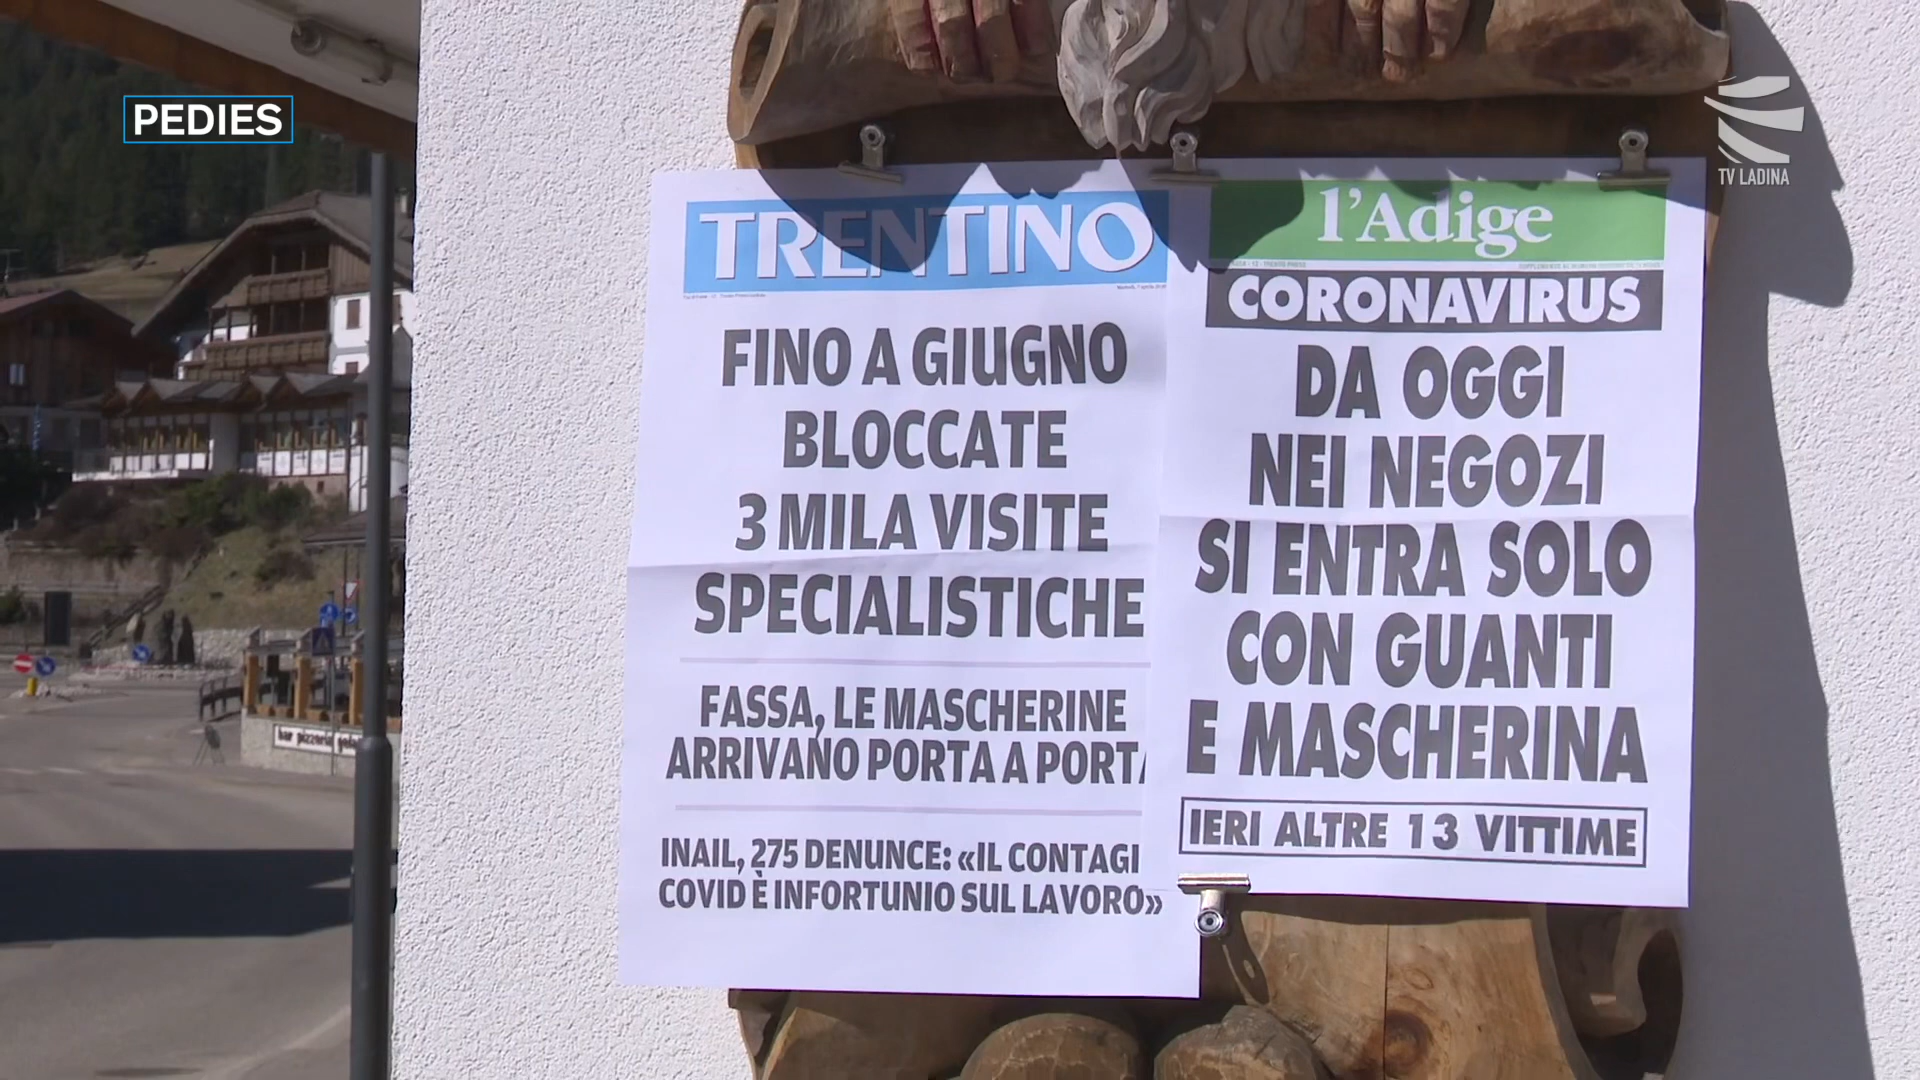 PEDIES
TV LADINA
TRENTINO
FINO A GIUGNO
BLOCCATE
3 MILA VISITE
SPECIALISTICHE
FASSA, LE MASCHERINE
ARRIVANO PORTA A PORTA
INAIL, 275 DENUNCE: «IL CONTAGI
COVID È INFORTUNIO SUL LAVORO»
l'Adige
CORONAVIRUS
DA OGGI
NEI NEGOZI
SI ENTRA SOLO
CON GUANTI
E MASCHERINA
IERI ALTRE 13 VITTIME
bar pizzeria